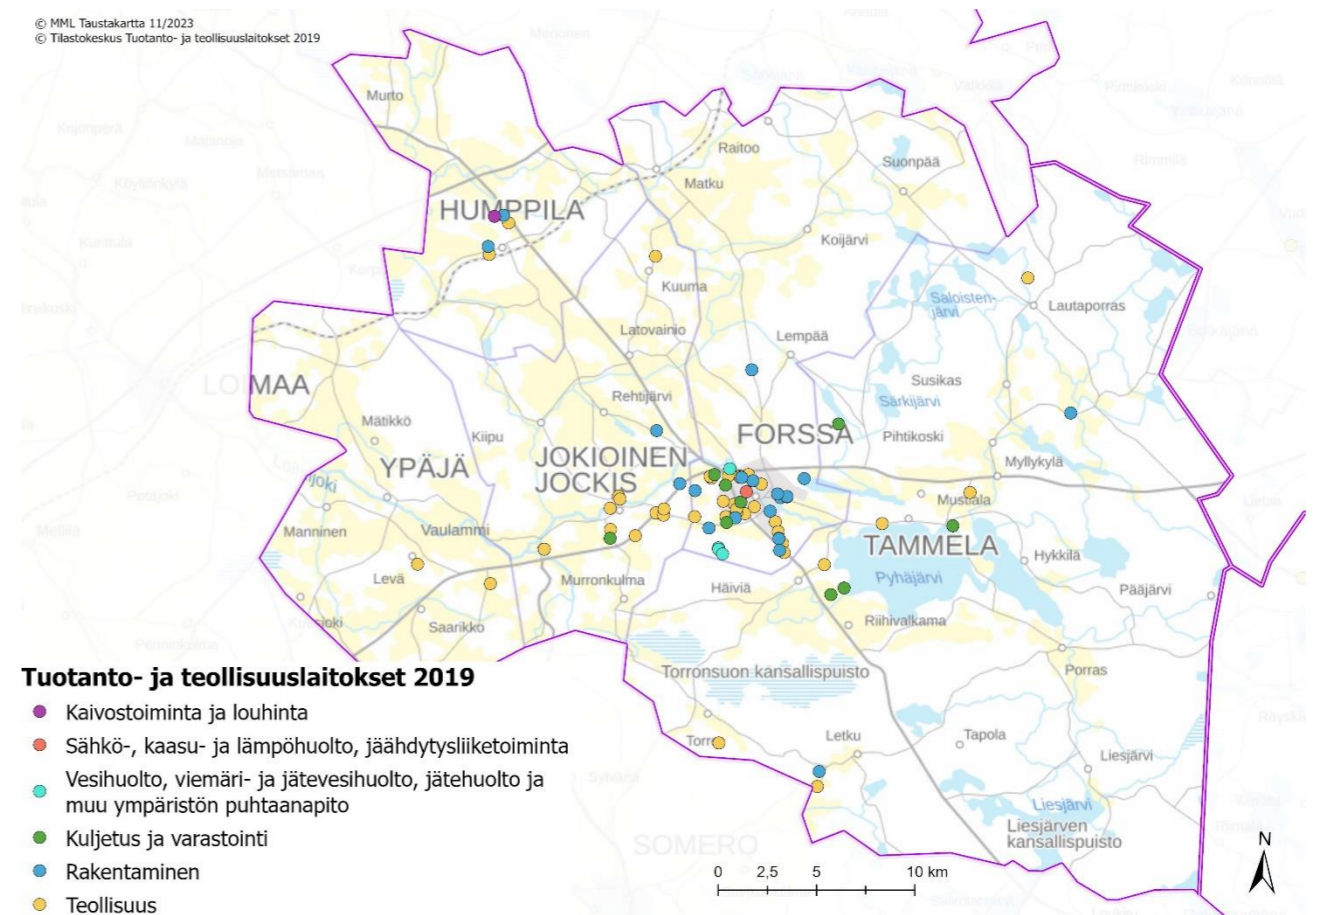 © MML Taustakartta 11/2023
© Tilastokeskus Tuotanto- ja teollisuuslaitokset 2019
Murto
Raitoo
Suonpää
Matku
HUMPPILA
Koijärvi
Kuuma
Saloisten-
järvi
Lautaporras
Latovainio
Lempää
LOIMAA
Susikas
Rehtijärvi
Särkijärvi
Mätikkö
Kiipu
FORSSA
Pihtikoski
YPÄJÄ
JOKIOINEN
JOCKIS
Myllykylä
Mustiala
Manninen
Vaulammi
TAMMELA
Hykkilä
Levä
Murronkulma
Häiviä
Pyhäjärvi
Pääjärvi
Saarikko
Riihivalkama
Torronsuon kansallispuisto
Porras
Letku
Tapola
Liesjärvi
Liesjärvi
Liesjärven
kansallispuisto
SOMERO
Tuotanto- ja teollisuuslaitokset 2019
Kaivostoiminta ja louhinta
Sähkö-, kaasu- ja lämpöhuolto, jäähdytysliiketoiminta
Vesihuolto, viemäri- ja jätevesihuolto, jätehuolto ja
muu ympäristön puhtaanapito
Kuljetus ja varastointi
Rakentaminen
Teollisuus
0 2,5 5 10 km
N